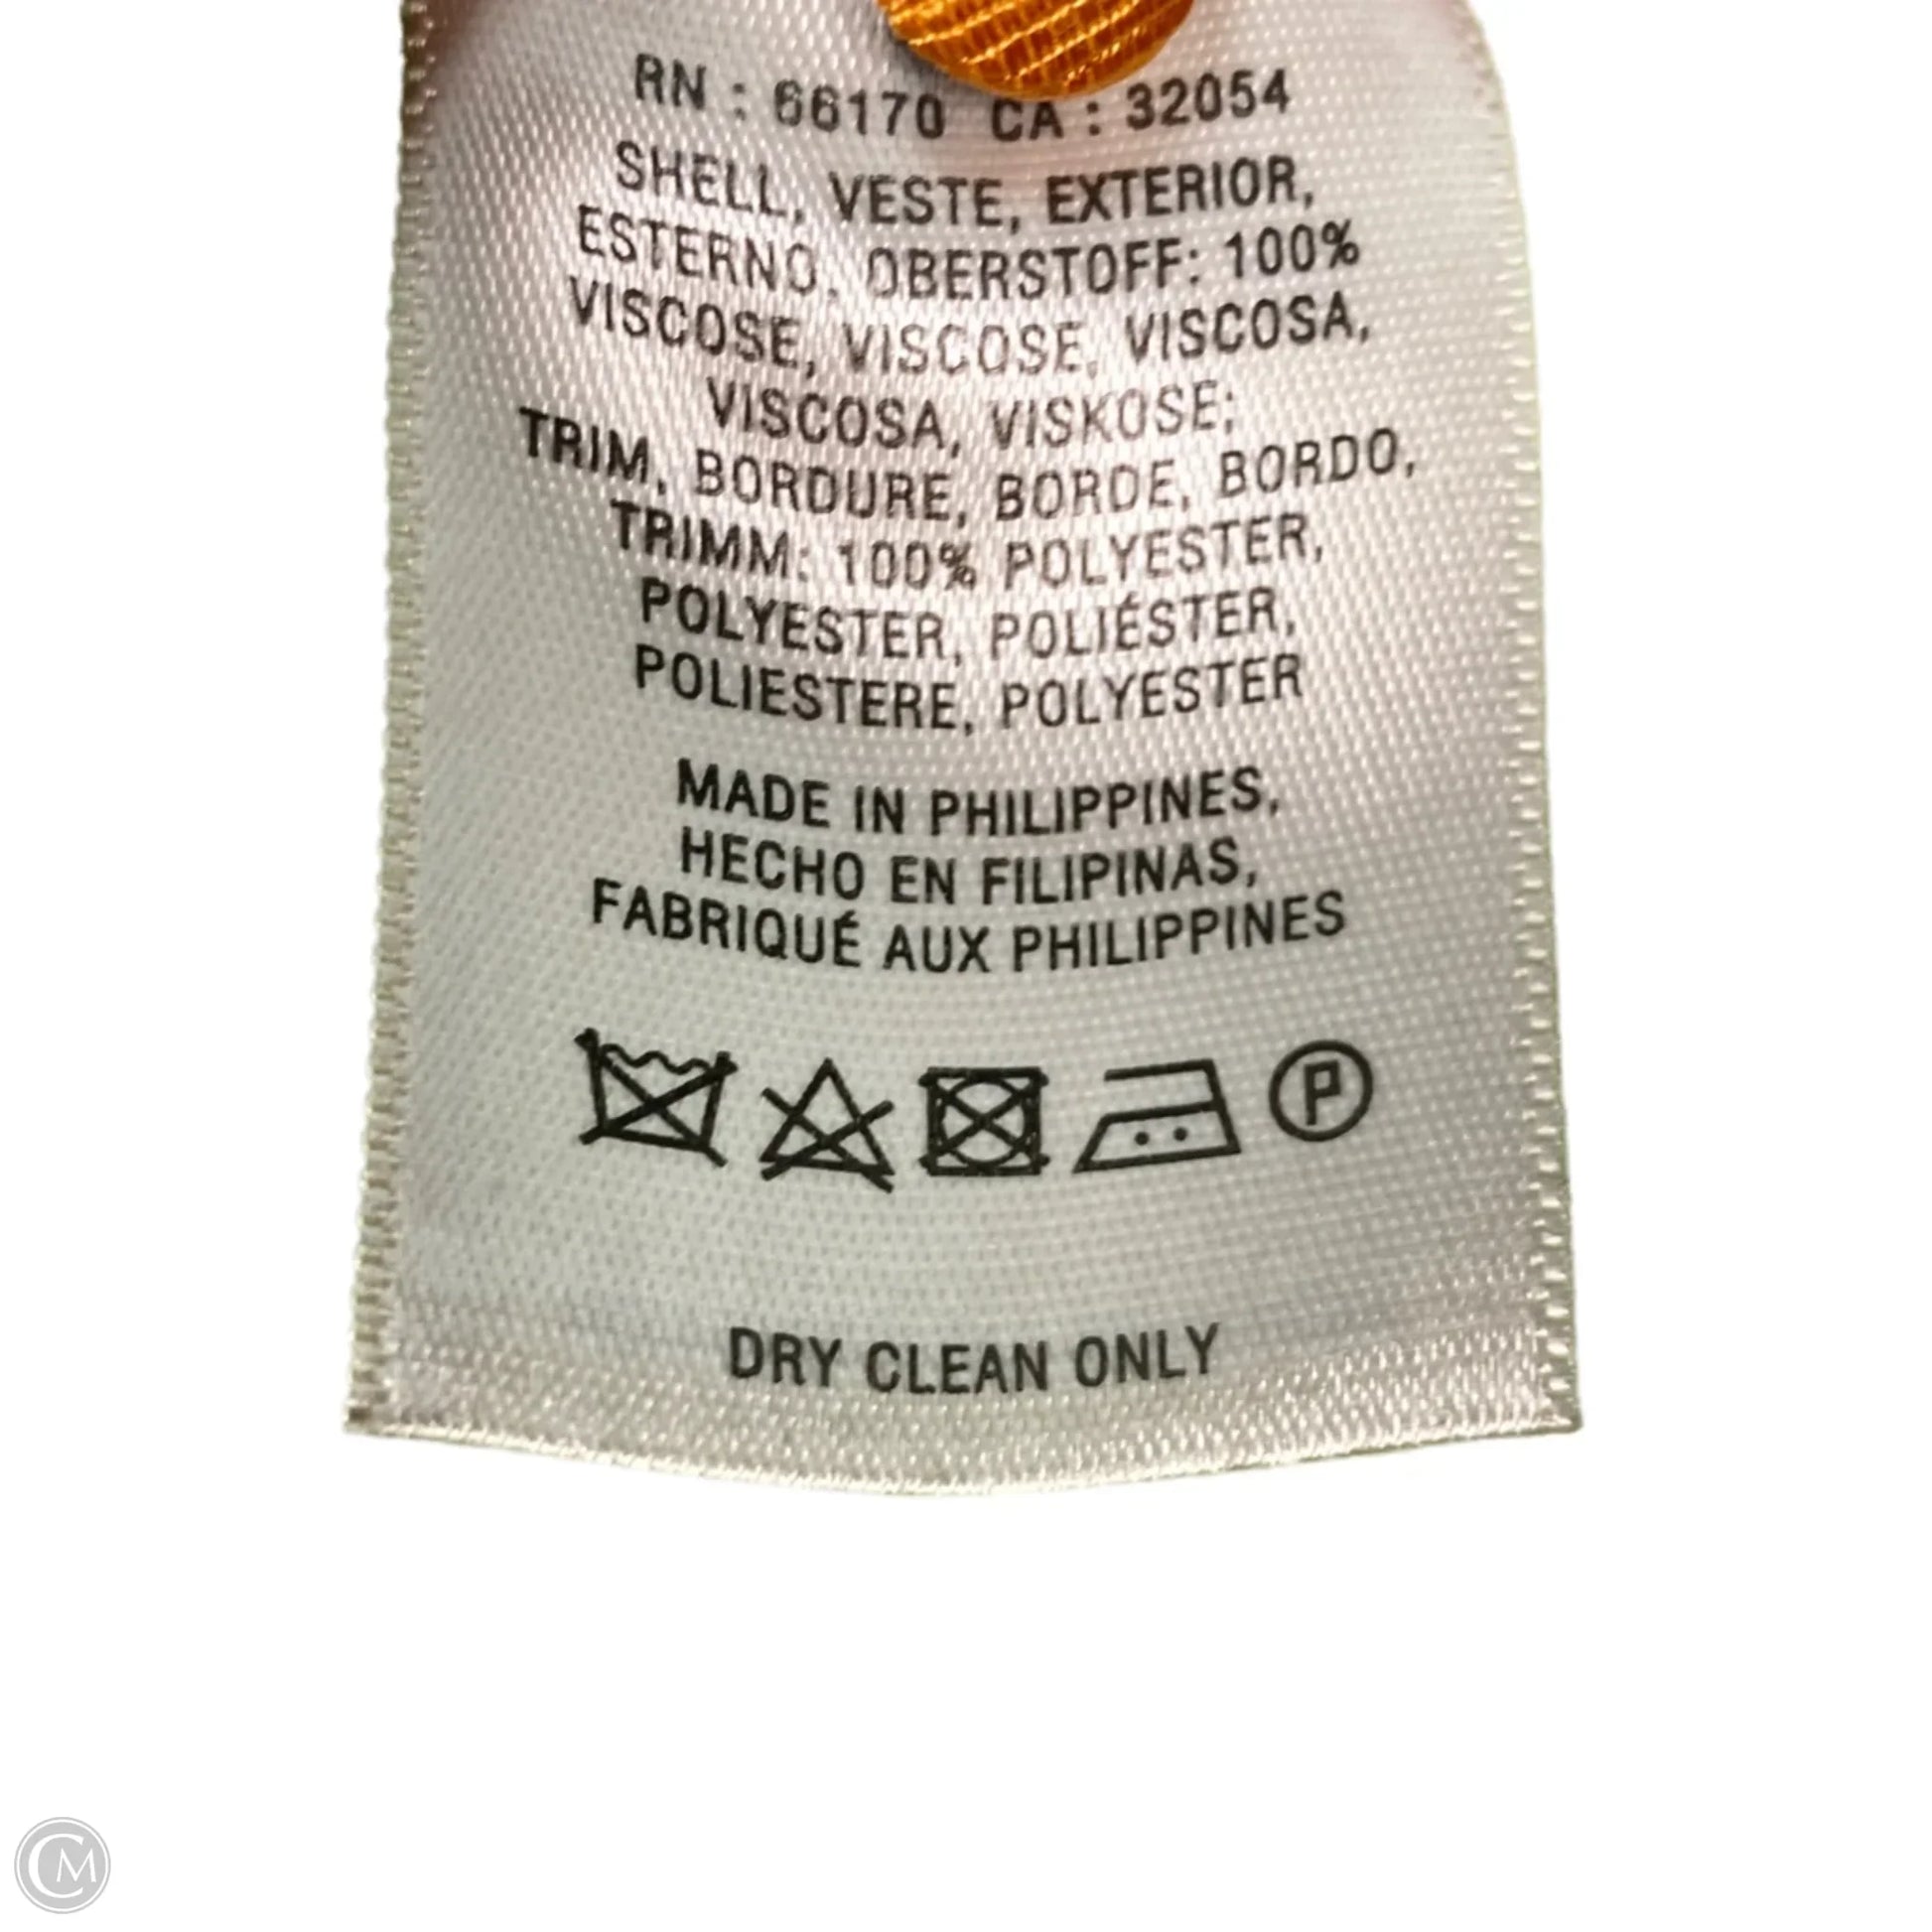 RN : 66170 CA : 32054
SHELL, VESTE, EXTERIOR,
ESTERNO, OBERSTOFF: 100%
VISCOSE, VISCOSE, VISCOSA,
VISCOSA, VISKOSE;
TRIM, BORDURE, BORDE, BORDO,
TRIMM: 100% POLYESTER,
POLYESTER, POLIÉSTER,
POLIESTERE, POLYESTER
MADE IN PHILIPPINES,
HECHO EN FILIPINAS,
FABRIQUÉ AUX PHILIPPINES
P
DRY CLEAN ONLY
CM